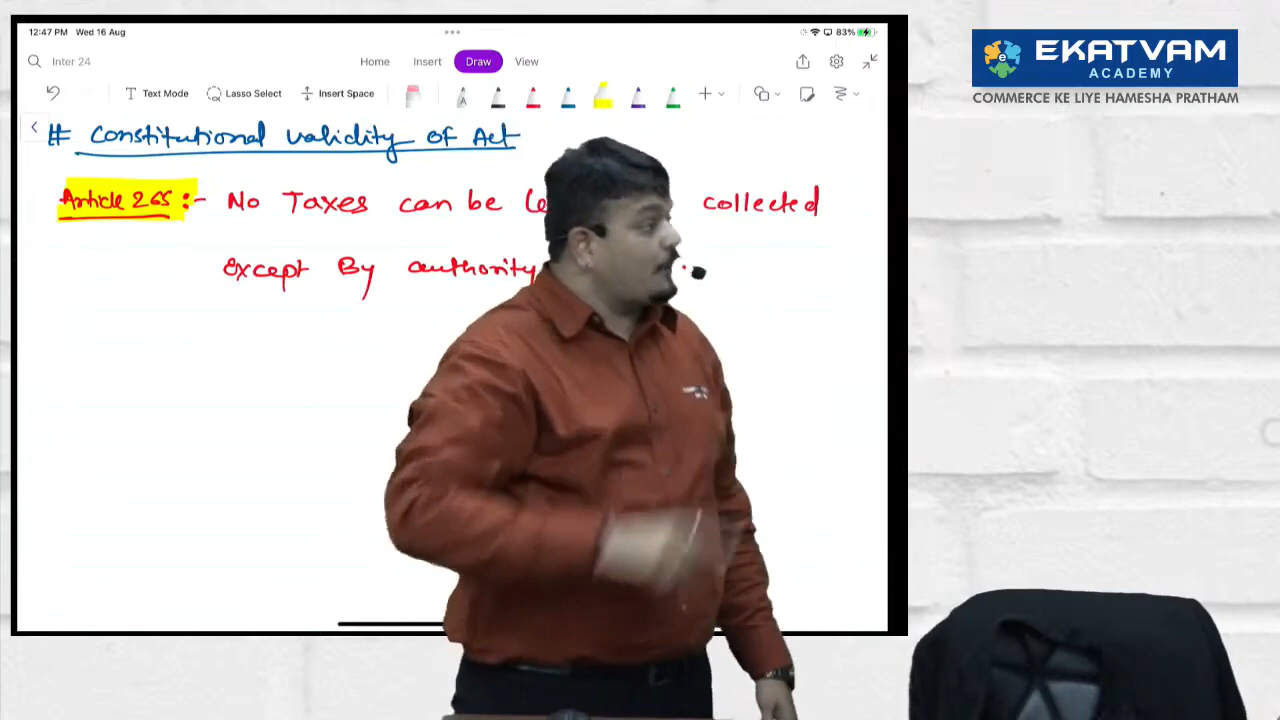 12:47 PM Wed 16 Aug
83%
Inter 24
Home Insert Draw View
Text Mode Lasso Select Insert Space
# Constitutional validity of Act
Article 265 :- No Taxes can be collected
Except By authority
EKATVAM
ACADEMY
COMMERCE KE LIYE HAMESHA PRATHAM